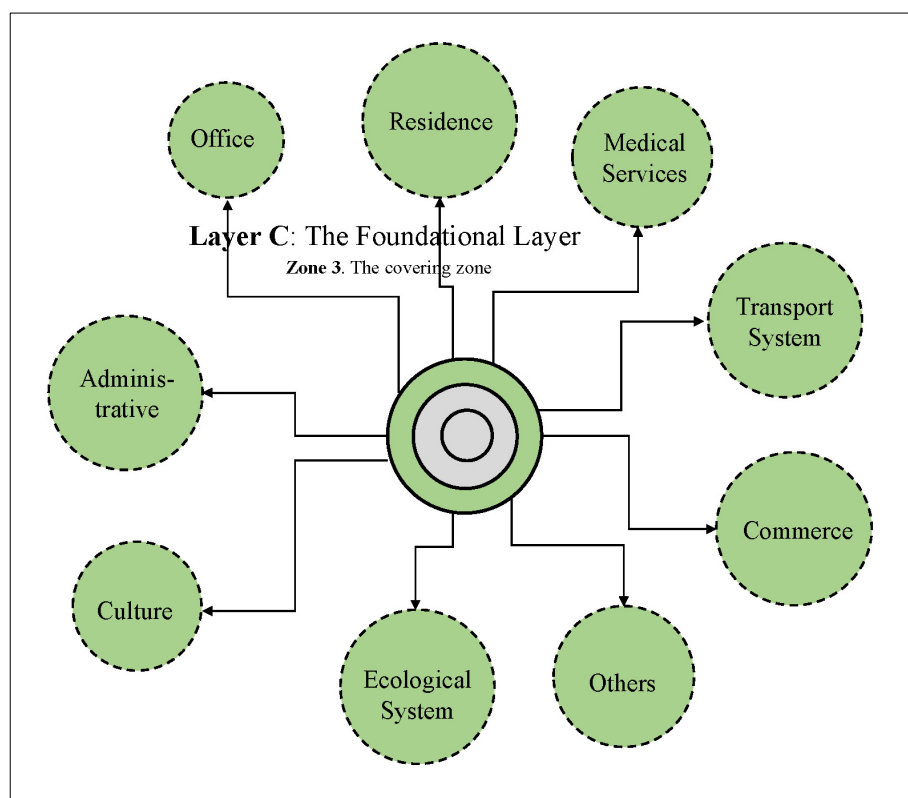 Office
Residence
Medical
Services
Layer C: The Foundational Layer
Zone 3. The covering zone
Transport
System
Adminis-
trative
Commerce
Culture
Ecological
System
Others